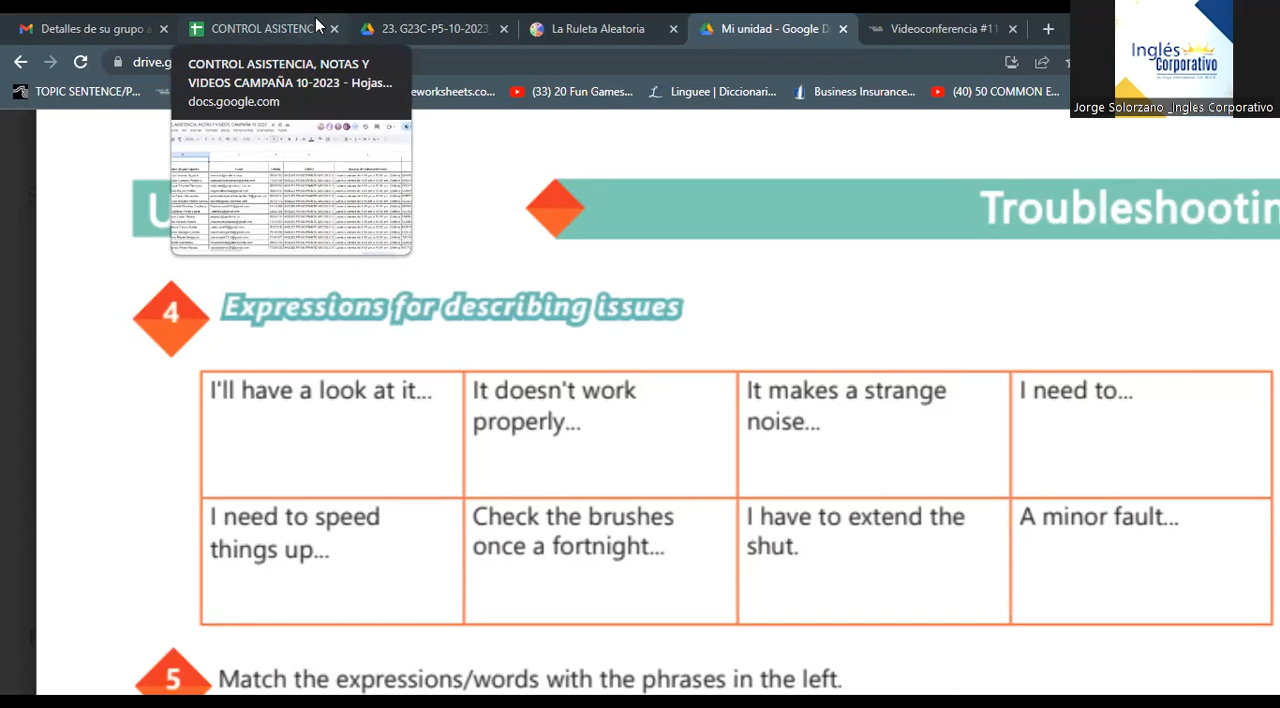 Detalles de su grupo a
CONTROL ASISTENC
23. G23C-P5-10-2023
La Ruleta Aleatoria
Mi unidad - Google D
Videoconferencia #11
drive.g
CONTROL ASISTENCIA, NOTAS Y
VIDEOS CAMPAÑA 10-2023 - Hojas...
docs.google.com
TOPIC SENTENCE/P...
eworkshee...
(33) 20 Fun Games...
Linguee | Diccionar...
Business Insurance...
(40) 50 COMMON E...
Inglés
Corporativo
Jorge Solorzano _Ingles Corporativo
U
Troubleshootin
4
Expressions for describing issues
I'll have a look at it...
It doesn't work
properly...
It makes a strange
noise...
I need to...
I need to speed
things up...
Check the brushes
once a fortnight...
I have to extend the
shut.
A minor fault...
5
Match the expressions/words with the phrases in the left.